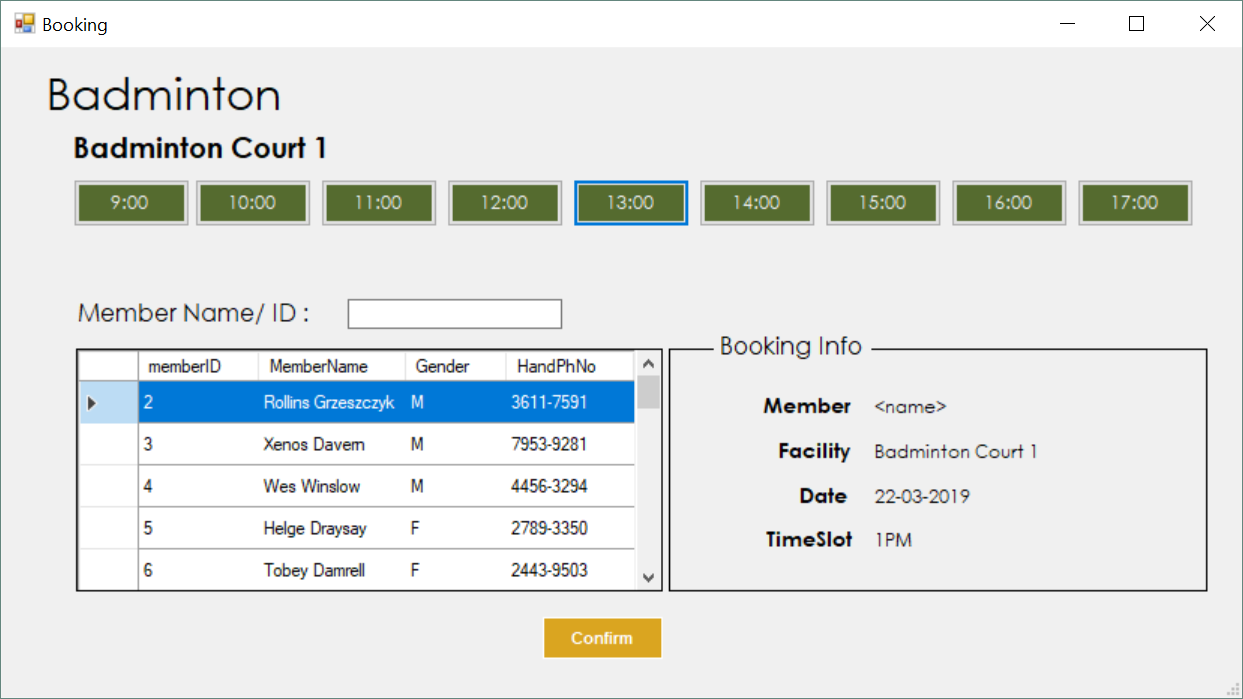 Booking
Badminton
Badminton Court 1
9:00 10:00 11:00 12:00 13:00 14:00 15:00 16:00 17:00
Member Name/ ID :
memberID MemberName Gender HandPhNo
2 Rollins Grzeszczyk M 3611-7591
3 Xenos Davern M 7953-9281
4 Wes Winslow M 4456-3294
5 Helge Draysay F 2789-3350
6 Tobey Damrell F 2443-9503
Booking Info
Member <name>
Facility Badminton Court 1
Date 22-03-2019
TimeSlot 1PM
Confirm